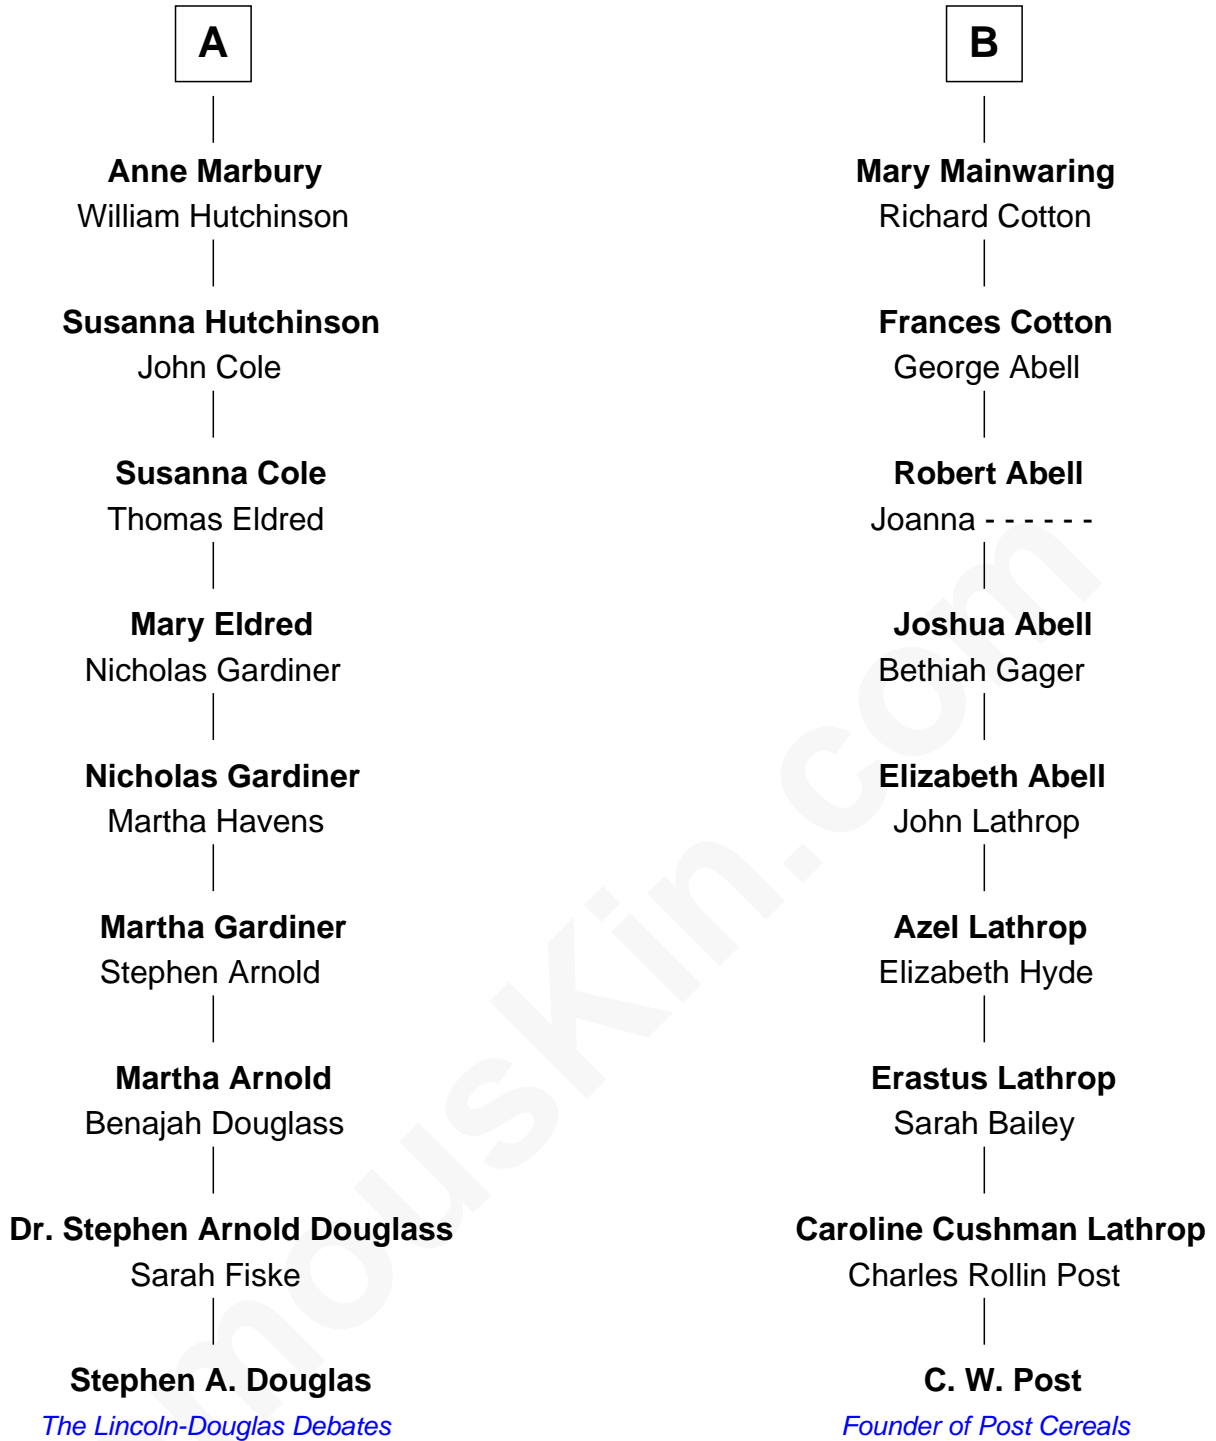 A
B
Anne Marbury
William Hutchinson
Mary Mainwaring
Richard Cotton
Susanna Hutchinson
John Cole
Frances Cotton
George Abell
Susanna Cole
Thomas Eldred
Robert Abell
Joanna - - - - - -
Mary Eldred
Nicholas Gardiner
Joshua Abell
Bethiah Gager
Nicholas Gardiner
Martha Havens
Elizabeth Abell
John Lathrop
Martha Gardiner
Stephen Arnold
Azel Lathrop
Elizabeth Hyde
Martha Arnold
Benajah Douglass
Erastus Lathrop
Sarah Bailey
Dr. Stephen Arnold Douglass
Sarah Fiske
Caroline Cushman Lathrop
Charles Rollin Post
Stephen A. Douglas
The Lincoln-Douglas Debates
C. W. Post
Founder of Post Cereals
mousKin.com